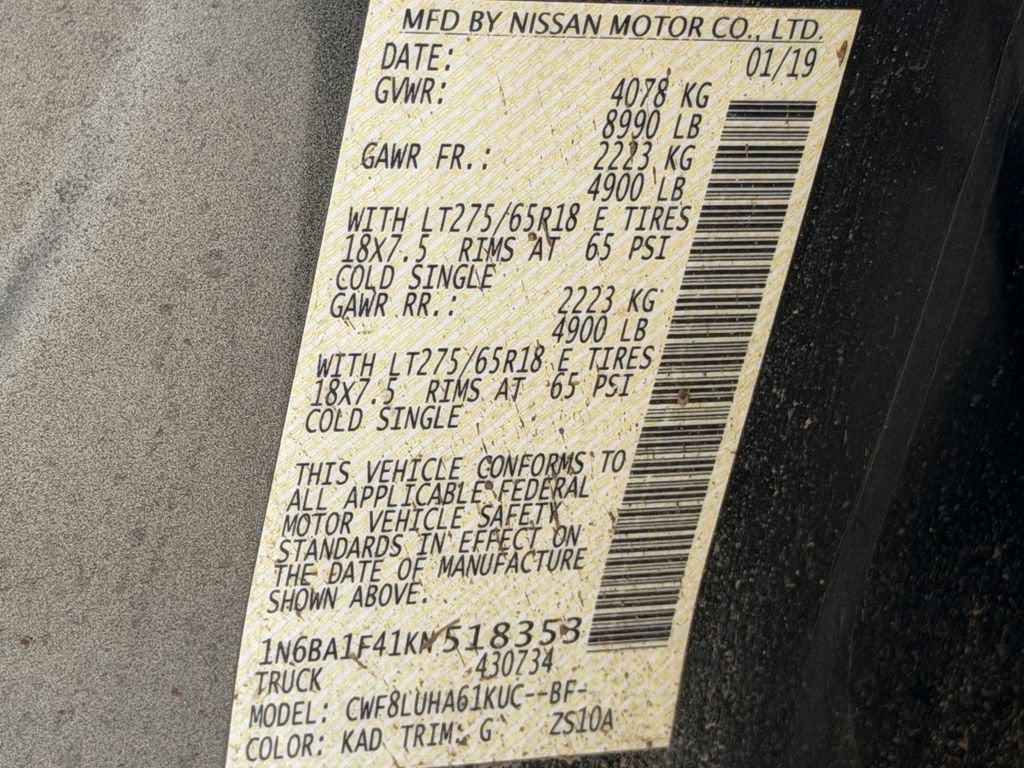 MFD BY NISSAN MOTOR CO., LTD.
DATE: 01/19
GVWR: 4078 KG
8990 LB
GAWR FR.: 2223 KG
4900 LB
WITH LT275/65R18 E TIRES
18X7.5 RIMS AT 65 PSI
COLD SINGLE
GAWR RR.: 2223 KG
4900 LB
WITH LT275/65R18 E TIRES
18X7.5 RIMS AT 65 PSI
COLD SINGLE
THIS VEHICLE CONFORMS TO
ALL APPLICABLE FEDERAL
MOTOR VEHICLE SAFETY
STANDARDS IN EFFECT ON
THE DATE OF MANUFACTURE
SHOWN ABOVE.
1N6BA1F41KN518353
TRUCK 430734
MODEL: CWF8LUHA61KUC--BF-
COLOR: KAD TRIM: G ZS10A